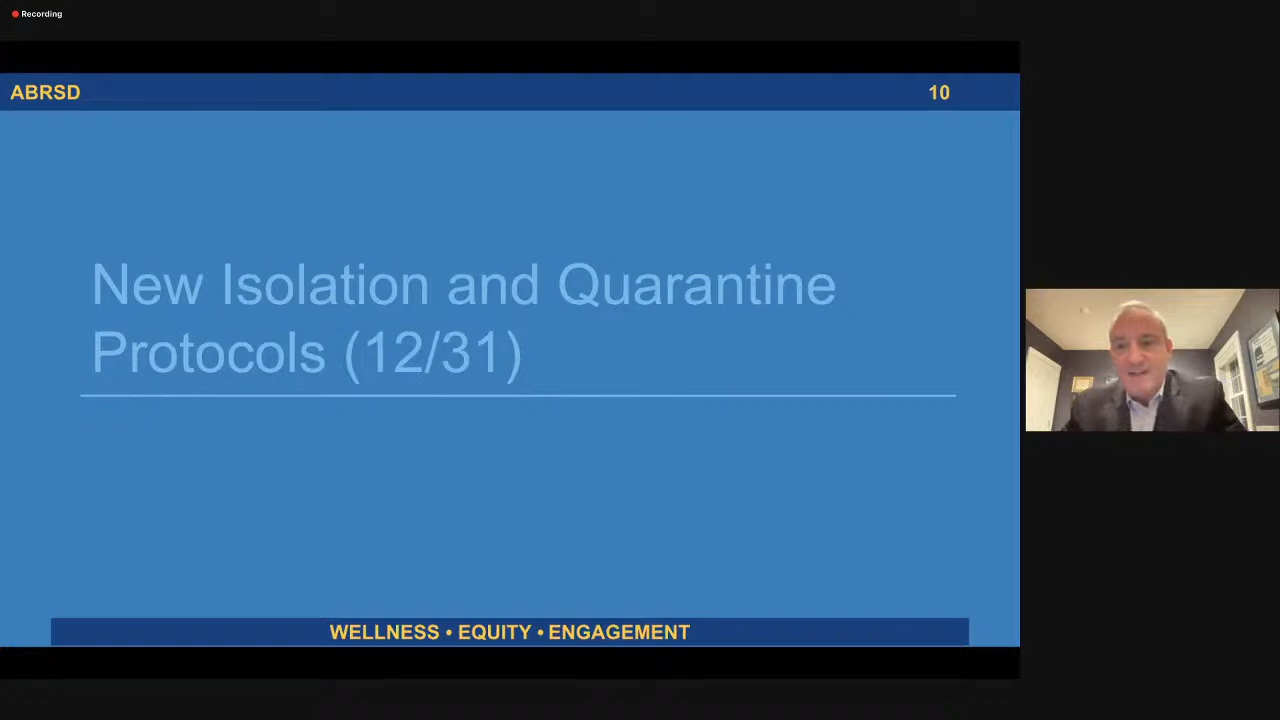 Recording
ABRSD
10
New Isolation and Quarantine
Protocols (12/31)
WELLNESS • EQUITY • ENGAGEMENT